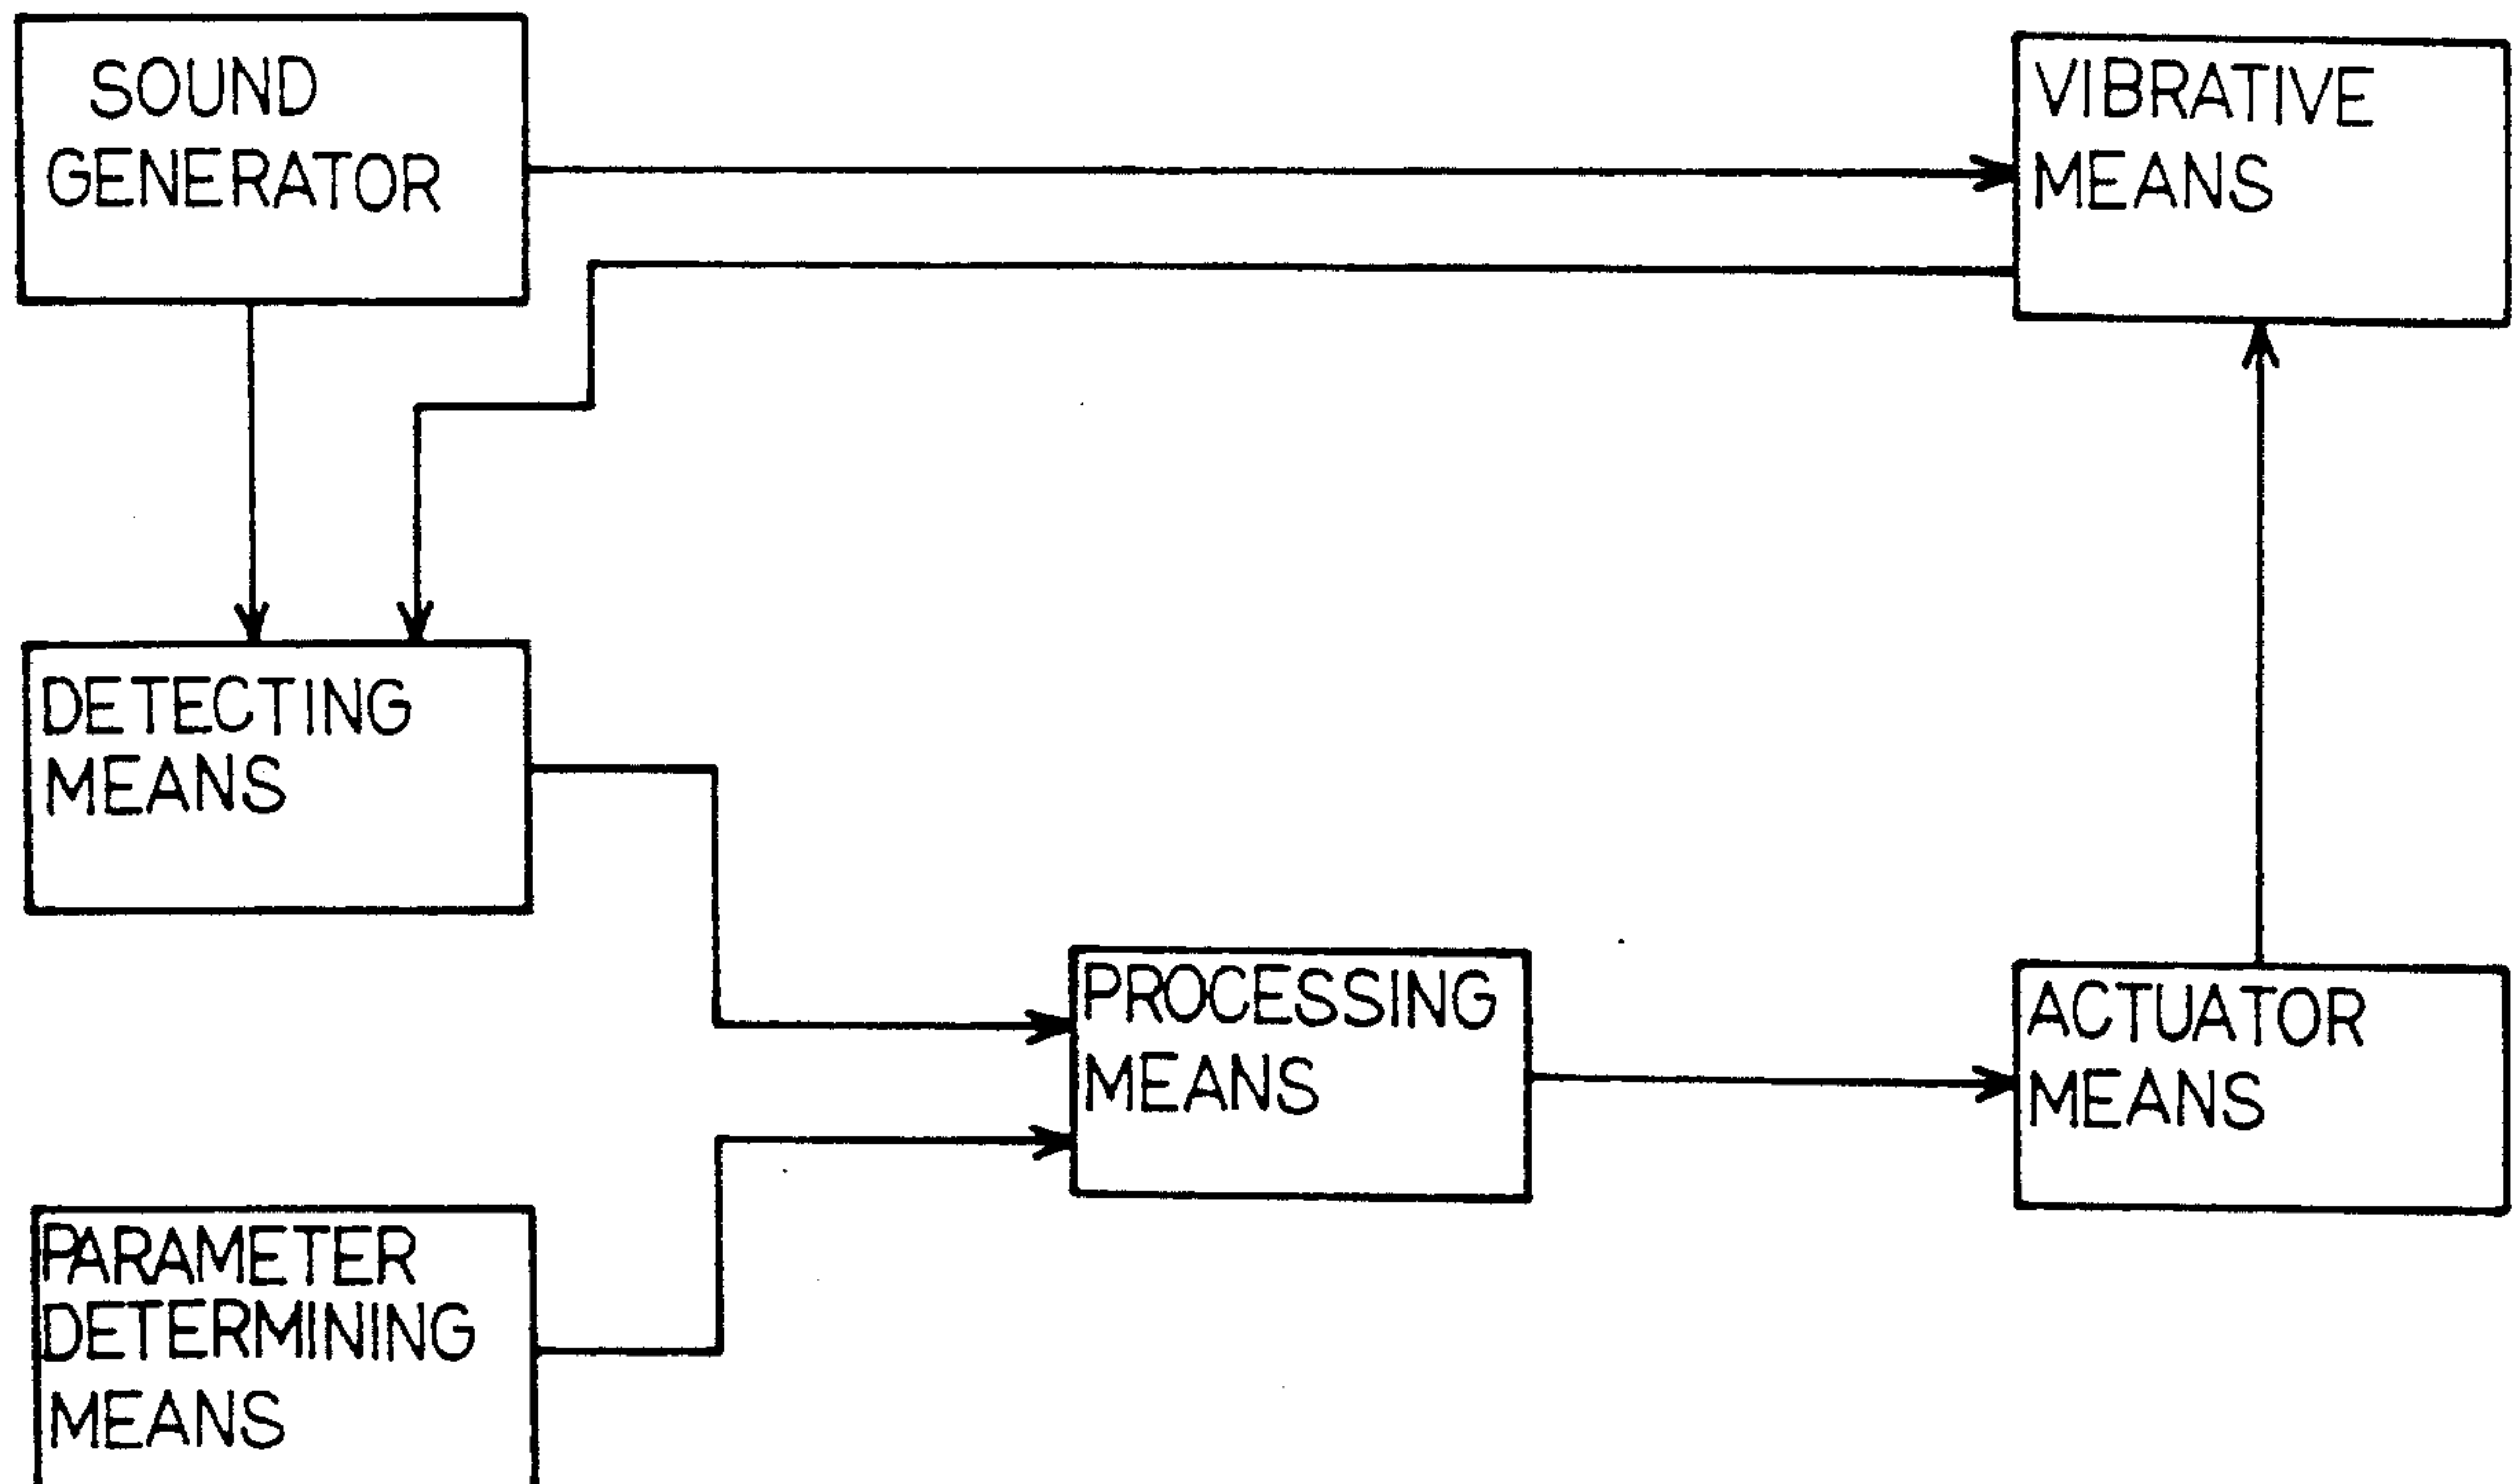 SOUND
GENERATOR
VIBRATIVE
MEANS
DETECTING
MEANS
PROCESSING
MEANS
ACTUATOR
MEANS
PARAMETER
DETERMINING
MEANS